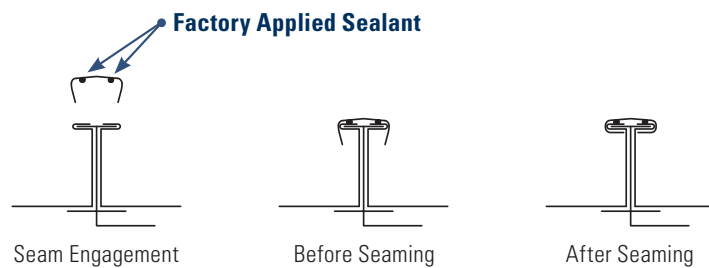 Factory Applied Sealant
Seam Engagement
Before Seaming
After Seaming